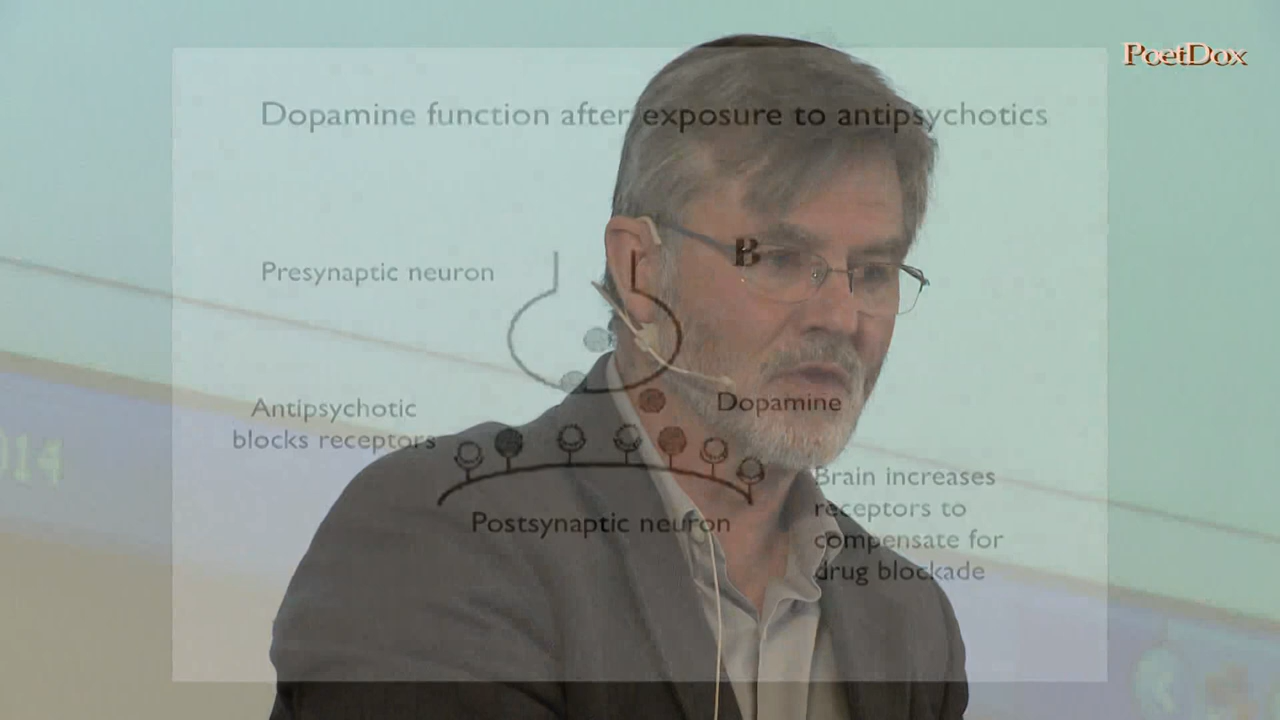 PoetDox
Dopamine function after exposure to antipsychotics
B
Presynaptic neuron
Dopamine
Antipsychotic
blocks receptors
Brain increases
receptors to
compensate for
drug blockade
Postsynaptic neuron
014